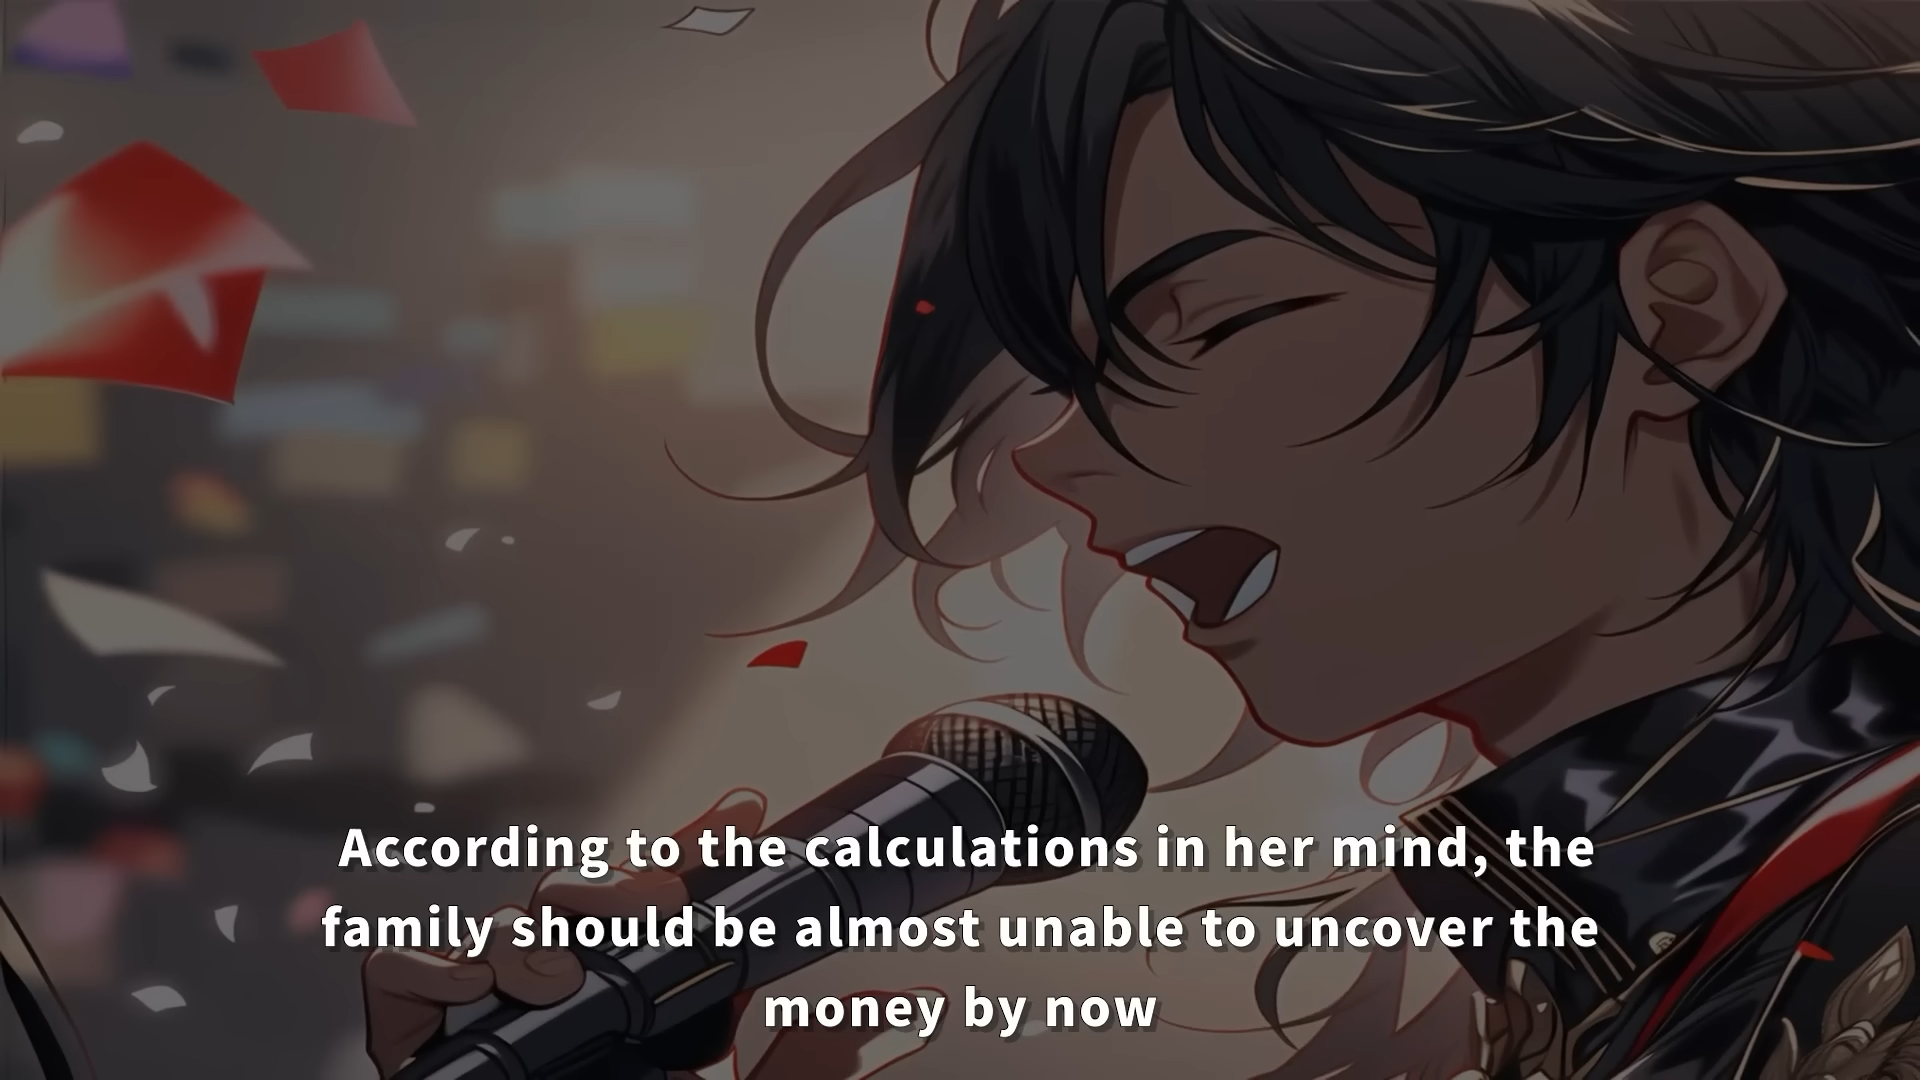 According to the calculations in her mind, the
family should be almost unable to uncover the
money by now